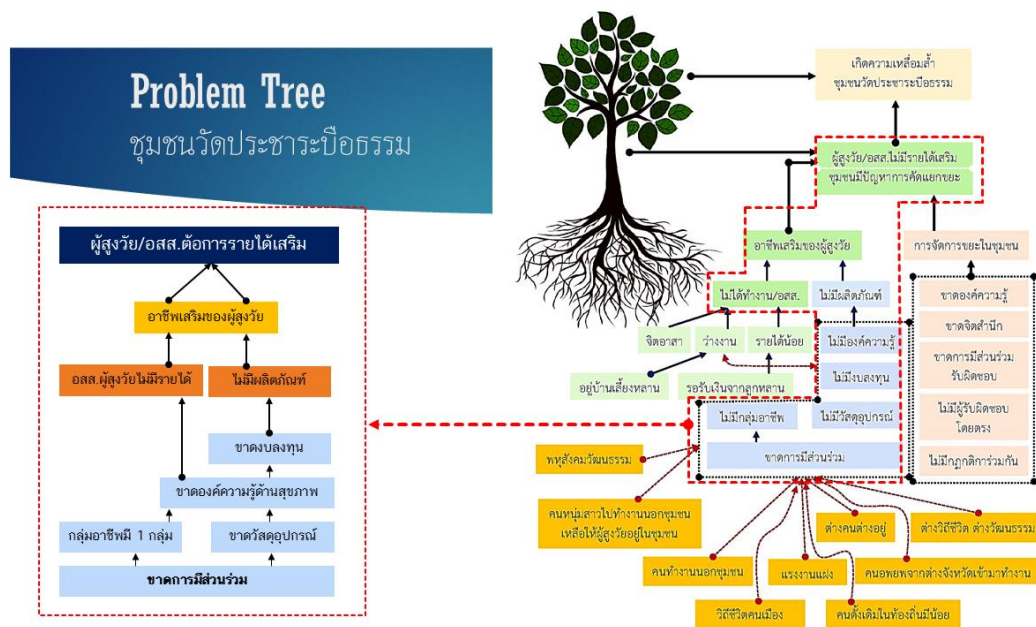 Problem Tree
ชุมชนวัดประชาระบือธรรม
ผู้สูงวัย/อสส.ต้อการรายได้เสริม
อาชีพเสริมของผู้สูงวัย
อสส.ผู้สูงวัยไม่มีรายได้
ไม่มีผลิตภัณฑ์
ขาดงบลงทุน
ขาดองค์ความรู้ด้านสุขภาพ
กลุ่มอาชีพมี 1 กลุ่ม
ขาดวัสดุอุปกรณ์
ขาดการมีส่วนร่วม
เกิดความเหลื่อมล้ำ
ชุมชนวัดประชาระบือธรรม
ผู้สูงวัย/อสส.ไม่มีรายได้เสริม
ชุมชนมีปัญหาการคัดแยกขยะ
อาชีพเสริมของผู้สูงวัย
การจัดการขยะในชุมชน
ไม่ได้ทำงาน/อสส.
ไม่มีผลิตภัณฑ์
ขาดองค์ความรู้
จิตอาสา
ว่างงาน
รายได้น้อย
ไม่มีองค์ความรู้
ขาดจิตสำนึก
อยู่บ้านเลี้ยงหลาน
รอรับเงินจากลูกหลาน
ไม่มีงบลงทุน
ขาดการมีส่วนร่วม
รับผิดชอบ
ไม่มีกลุ่มอาชีพ
ไม่มีวัสดุอุปกรณ์
ไม่มีผู้รับผิดชอบ
โดยตรง
ขาดการมีส่วนร่วม
ไม่มีกฎกติการ่วมกัน
พหุสังคมวัฒนธรรม
คนหนุ่มสาวไปทำงานนอกชุมชน
เหลือให้ผู้สูงวัยอยู่ในชุมชน
ต่างคนต่างอยู่
ต่างวิถีชีวิต ต่างวัฒนธรรม
คนทำงานนอกชุมชน
แรงงานแฝง
คนอพยพจากต่างจังหวัดเข้ามาทำงาน
วิถีชีวิตคนเมือง
คนดั้งเดิมในท้องถิ่นมีน้อย